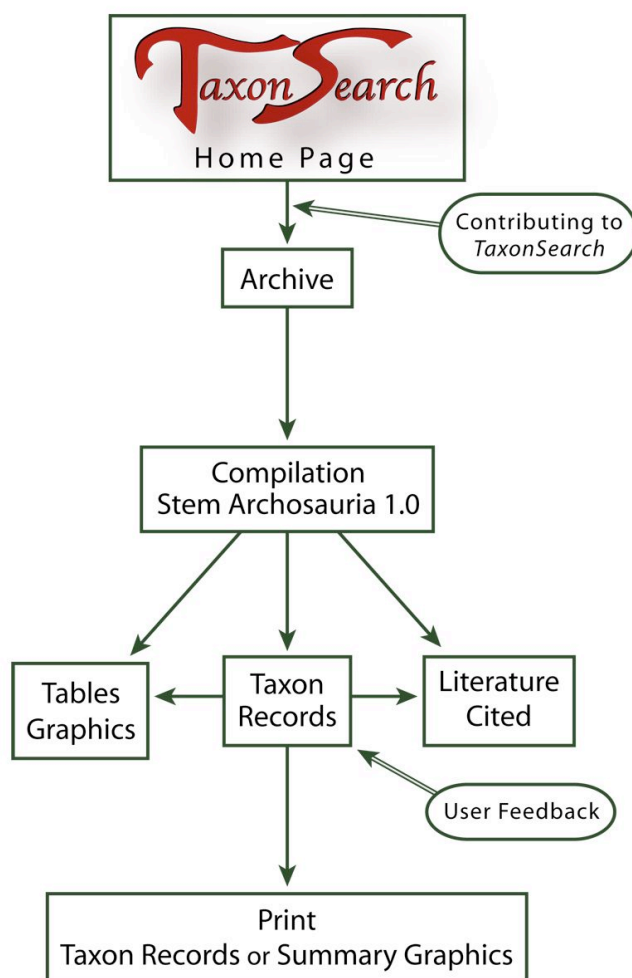 TaxonSearch
Home Page
Contributing to
TaxonSearch
Archive
Compilation
Stem Archosauria 1.0
Tables
Graphics
Taxon
Records
Literature
Cited
User Feedback
Print
Taxon Records or Summary Graphics